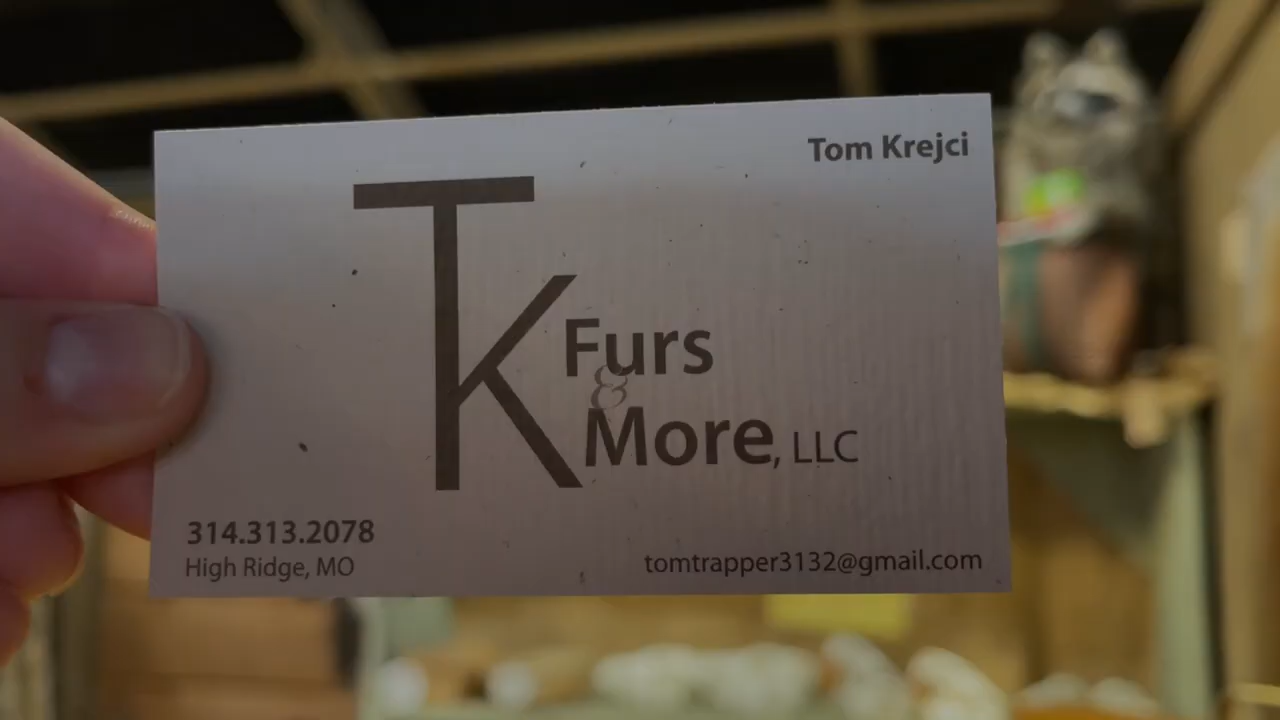 Tom Krejci
TK
Furs
&
More, LLC
314.313.2078
High Ridge, MO
tomtrapper3132@gmail.com